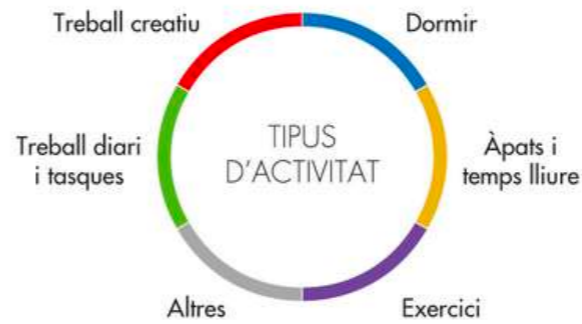 Treball creatiu
Dormir
Treball diari
i tasques
TIPUS
D'ACTIVITAT
Àpats i
temps lliure
Altres
Exercici